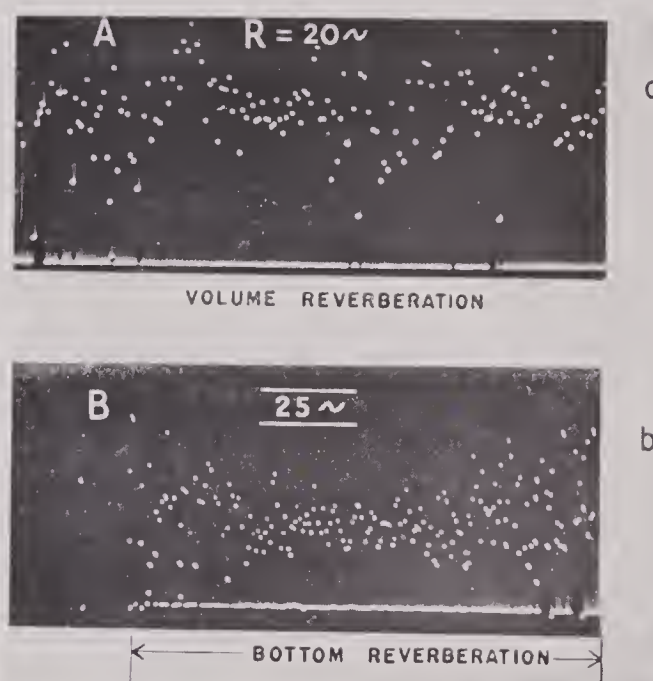 A R = 20 ~
VOLUME REVERBERATION
B 25 ~
b
BOTTOM REVERBERATION